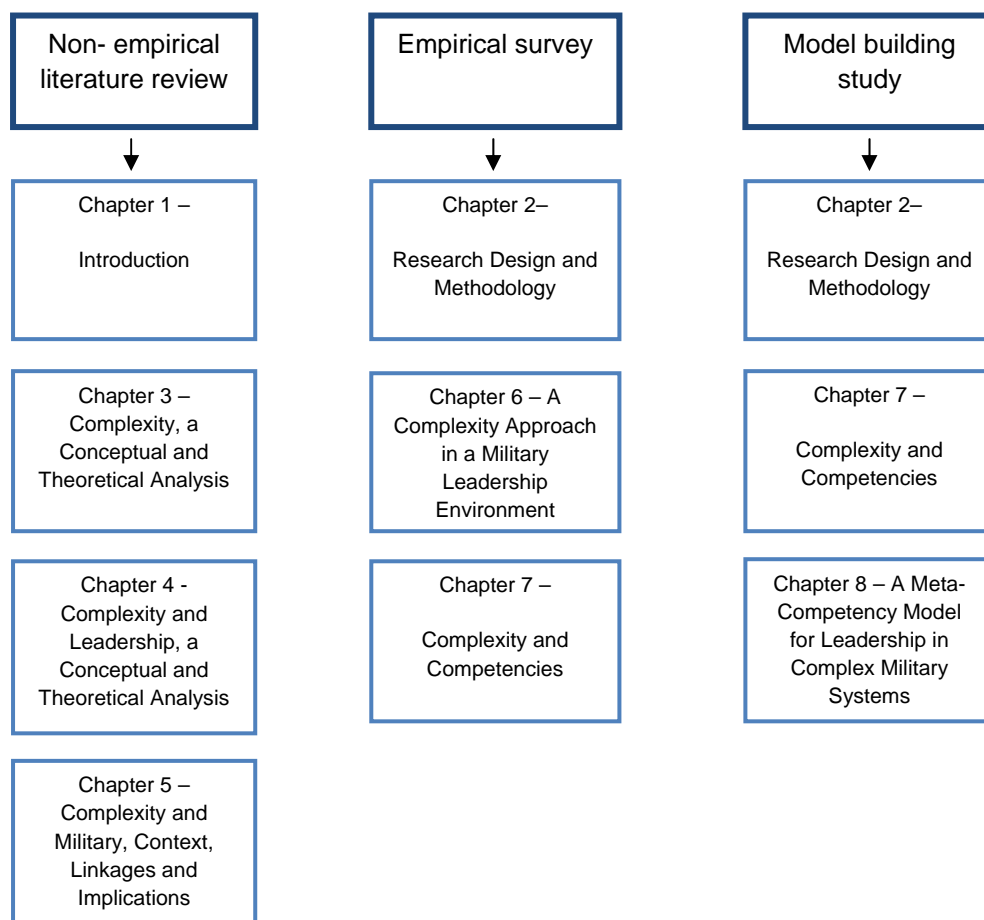 Non- empirical
literature review
Empirical survey
Model building
study
Chapter 1 –
Introduction
Chapter 2–
Research Design and
Methodology
Chapter 2–
Research Design and
Methodology
Chapter 3 –
Complexity, a
Conceptual and
Theoretical Analysis
Chapter 6 – A
Complexity Approach
in a Military
Leadership
Environment
Chapter 7 –
Complexity and
Competencies
Chapter 4 -
Complexity and
Leadership, a
Conceptual and
Theoretical Analysis
Chapter 7 –
Complexity and
Competencies
Chapter 8 – A Meta-
Competency Model
for Leadership in
Complex Military
Systems
Chapter 5 –
Complexity and
Military, Context,
Linkages and
Implications